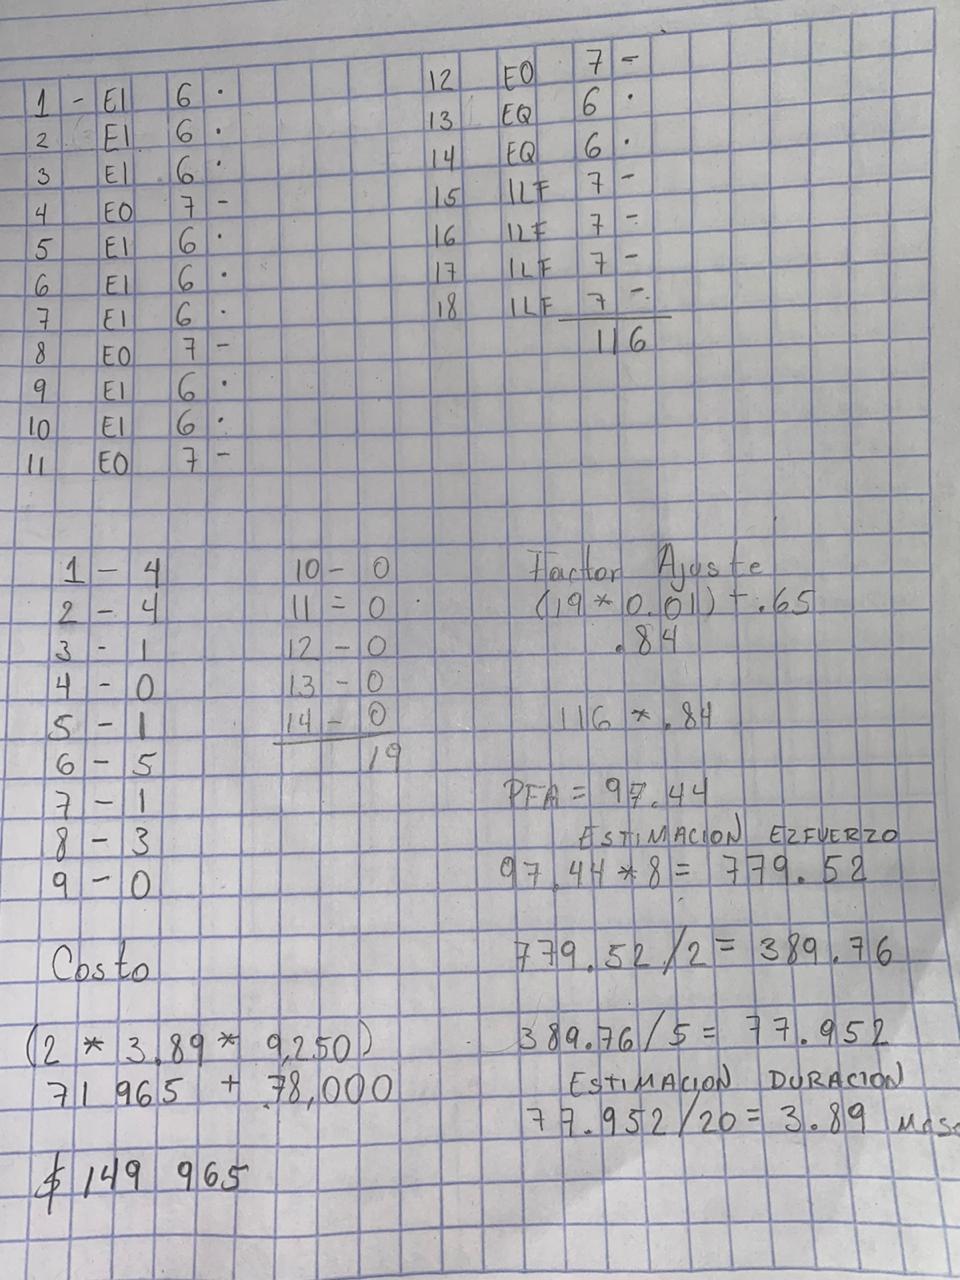 1 - EI 6 .
2 EI 6 .
3 EI 6 .
4 EO 7 -
5 EI 6 .
6 EI 6 .
7 EI 6 .
8 EO 7 -
9 EI 6 .
10 EI 6 .
11 EO 7 -
12 EO 7 -
13 EQ 6 .
14 EQ 6 .
15 ILF 7 -
16 ILF 7 -
17 ILF 7 -
18 ILF 7 -
116
1 - 4
2 - 4
3 - 1
4 - 0
5 - 1
6 - 5
7 - 1
8 - 3
9 - 0
10 - 0
11 = 0
12 - 0
13 - 0
14 - 0
19
Factor Ajuste
(19 * 0.01) + .65
.84
116 * .84
PFA = 97.44
ESTIMACION EZFUERZO
97.44 * 8 = 779.52
779.52 / 2 = 389.76
389.76 / 5 = 77.952
ESTIMACION DURACION
77.952 / 20 = 3.89
Costo
(2 * 3.89 * 9,250)
71 965 + 78,000
$ 149 965